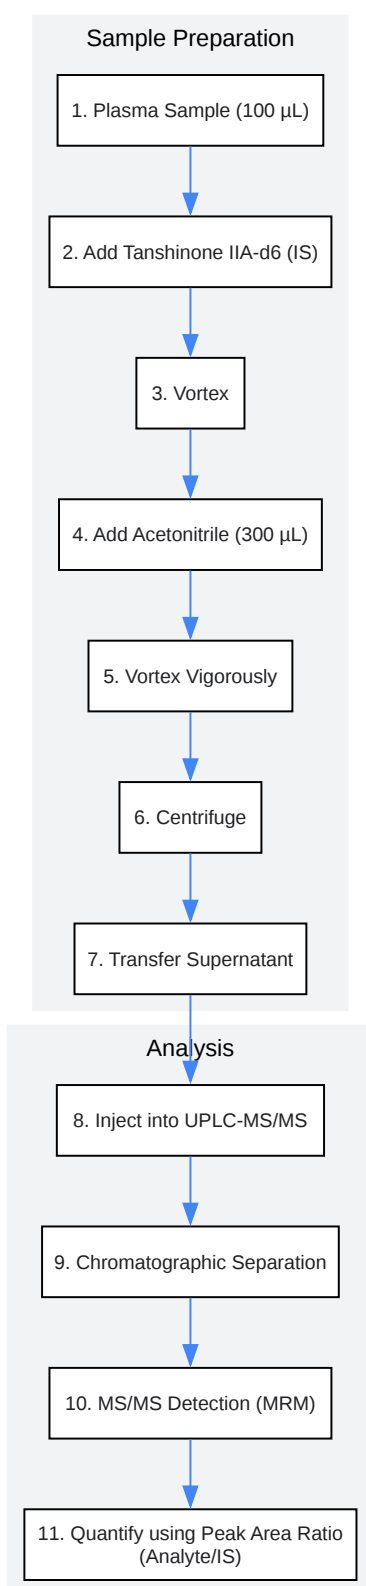 Sample Preparation
1. Plasma Sample (100 µL)
2. Add Tanshinone IIA-d6 (IS)
3. Vortex
4. Add Acetonitrile (300 µL)
5. Vortex Vigorously
6. Centrifuge
7. Transfer Supernatant
Analysis
8. Inject into UPLC-MS/MS
9. Chromatographic Separation
10. MS/MS Detection (MRM)
11. Quantify using Peak Area Ratio
(Analyte/IS)